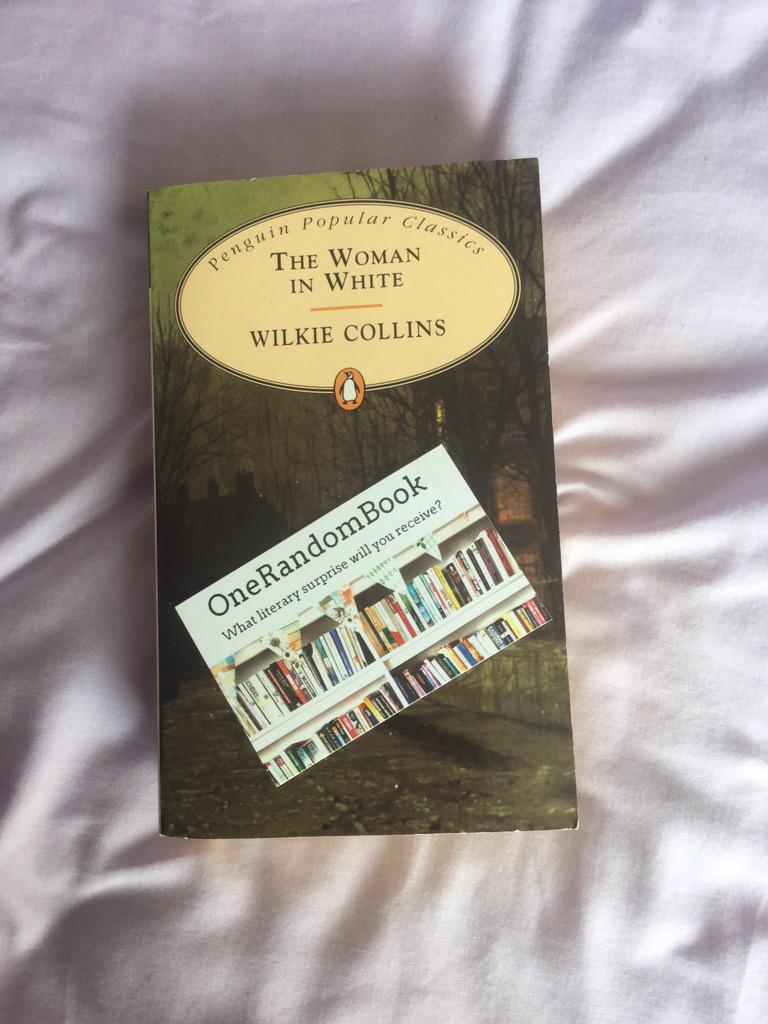 Penguin Popular Classics
THE WOMAN
IN WHITE
WILKIE COLLINS
OneRandomBook
What literary surprise will you receive?